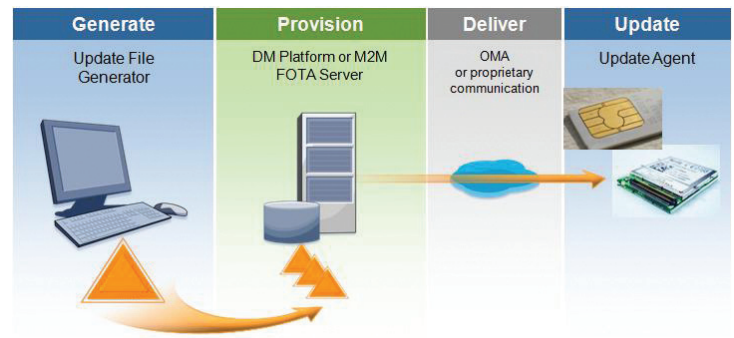 Generate
Update File
Generator
Provision
DM Platform or M2M
FOTA Server
Deliver
OMA
or proprietary
communication
Update
Update Agent